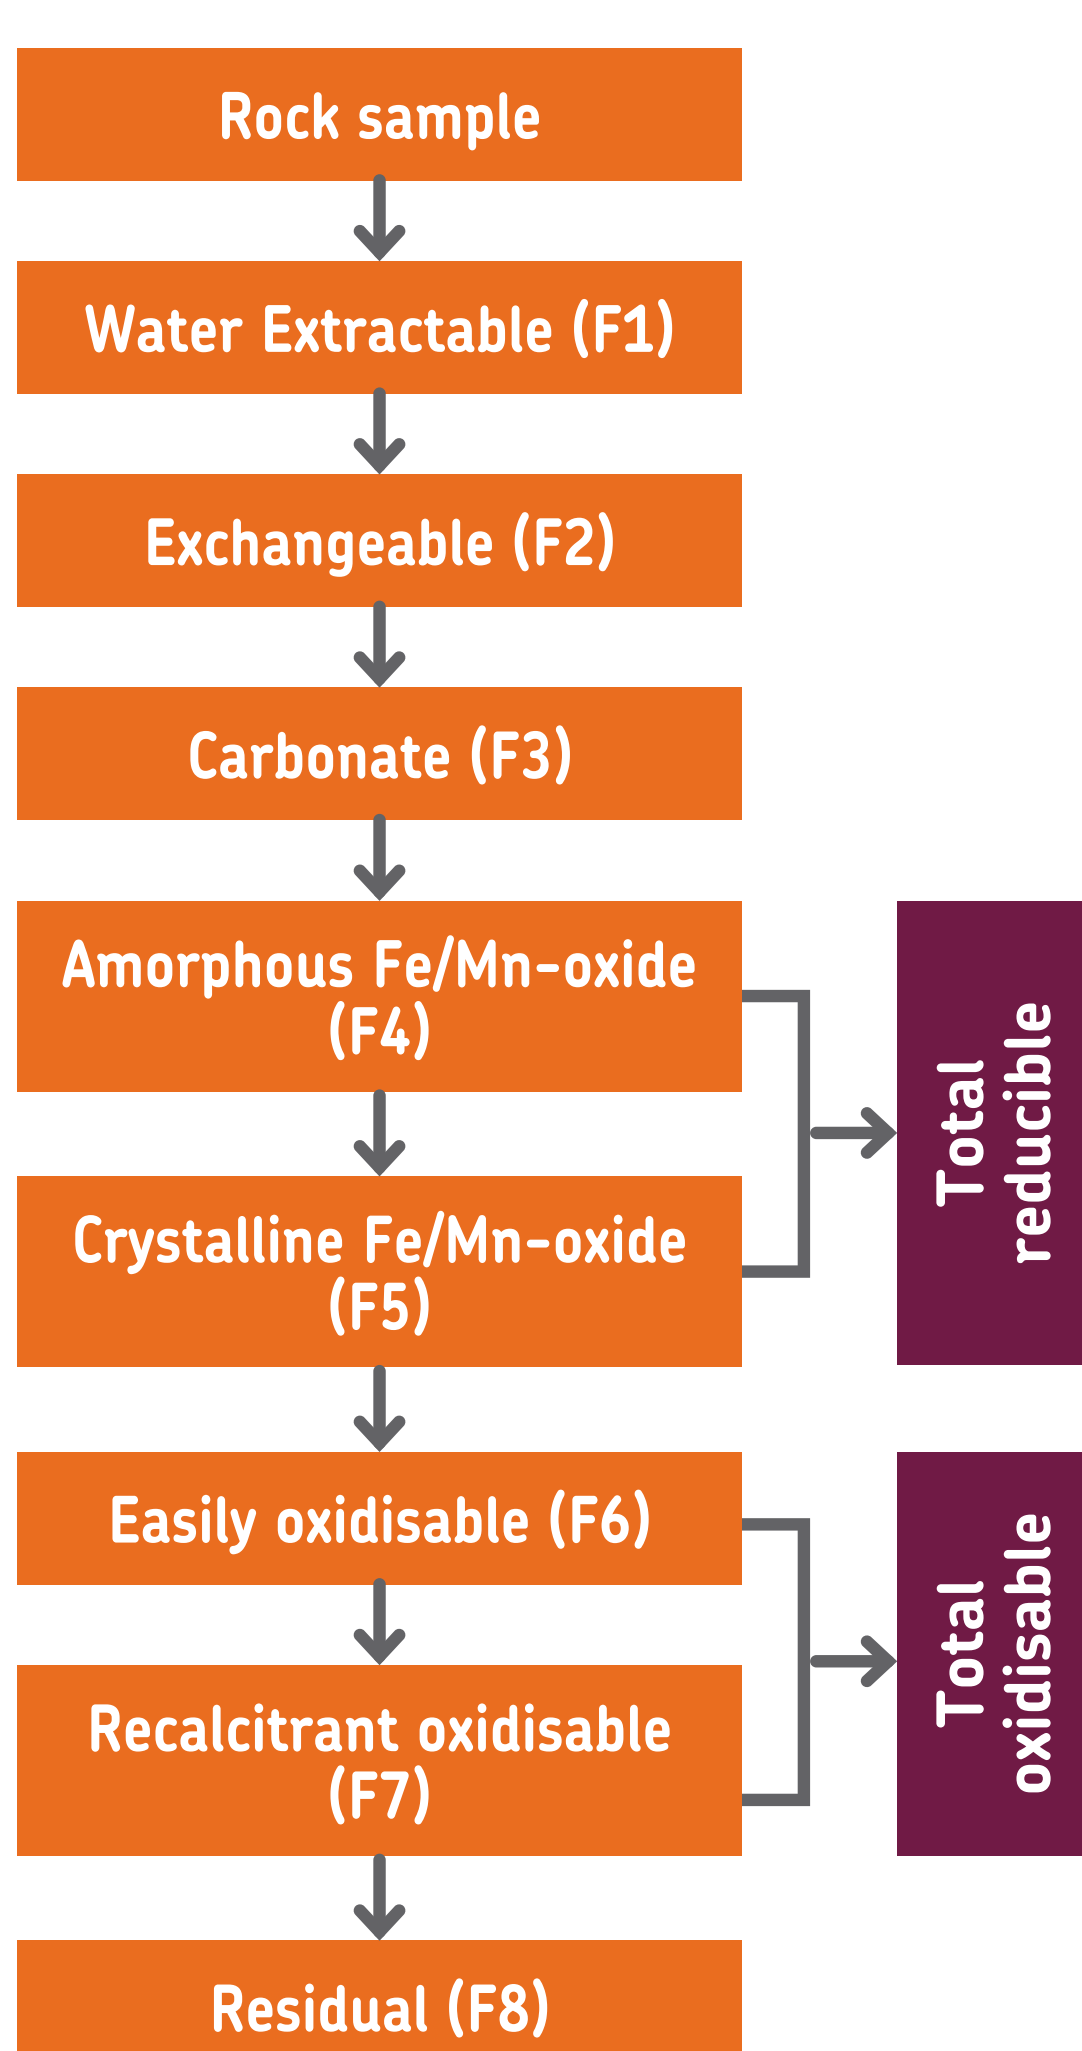 Rock sample
Water Extractable (F1)
Exchangeable (F2)
Carbonate (F3)
Amorphous Fe/Mn-oxide
(F4)
Crystalline Fe/Mn-oxide
(F5)
Total
reducible
Easily oxidisable (F6)
Recalcitrant oxidisable
(F7)
Total
oxidisable
Residual (F8)